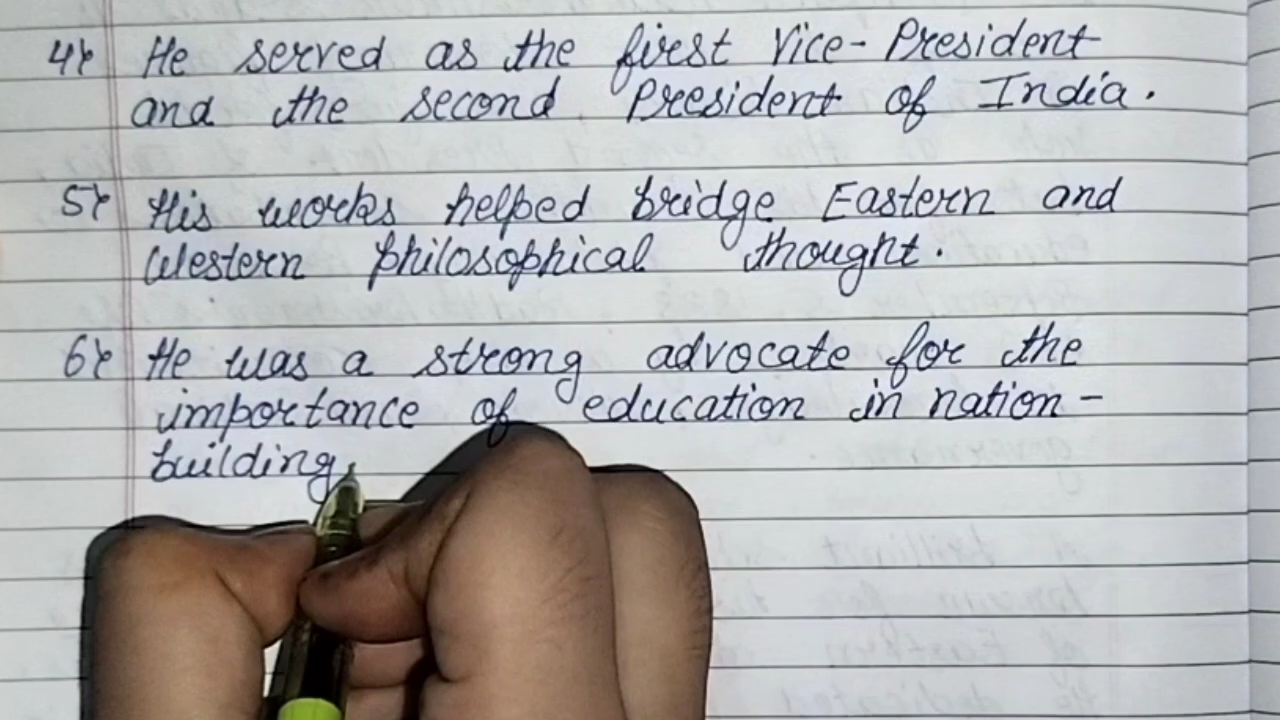 4) He served as the first Vice-President
and the second President of India.
5) His works helped bridge Eastern and
Western philosophical thought.
6) He was a strong advocate for the
importance of education in nation-
building